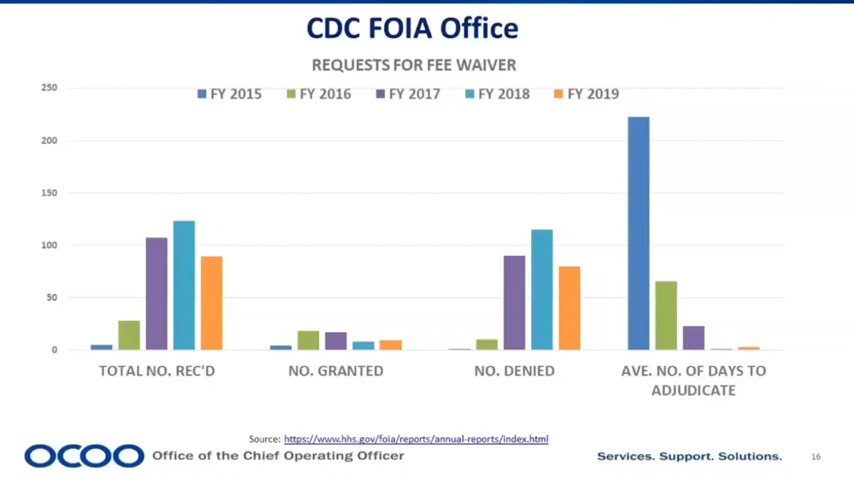 CDC FOIA Office
REQUESTS FOR FEE WAIVER
250
FY 2015 FY 2016 FY 2017 FY 2018 FY 2019
200
150
100
50
0
TOTAL NO. REC'D NO. GRANTED NO. DENIED AVE. NO. OF DAYS TO
ADJUDICATE
Source: https://www.hhs.gov/foia/reports/annual-reports/index.html
OCOO Office of the Chief Operating Officer Services. Support. Solutions. 16